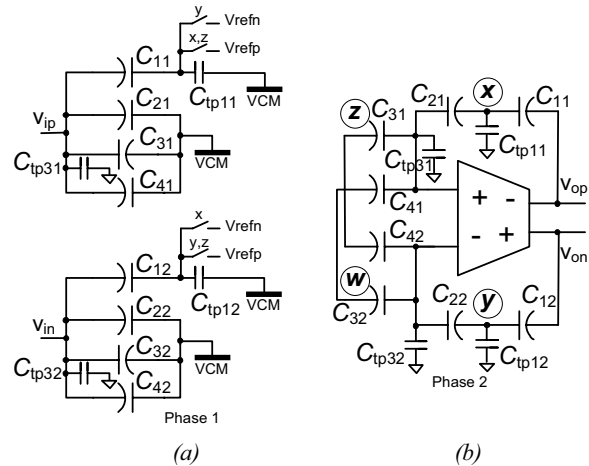 y
Vrefn
x,z
Vrefp
C11
Ctp11
VCM
C21
vip
C31
VCM
Ctp31
C41
x
Vrefn
y,z
Vrefp
C12
Ctp12
VCM
C22
vin
C32
VCM
Ctp32
C42
Phase 1
(a)
x
C21
C11
z
C31
Ctp31
Ctp11
vop
C41
+ -
C42
- +
von
w
C22
y
C12
C32
Ctp32
Ctp12
Phase 2
(b)